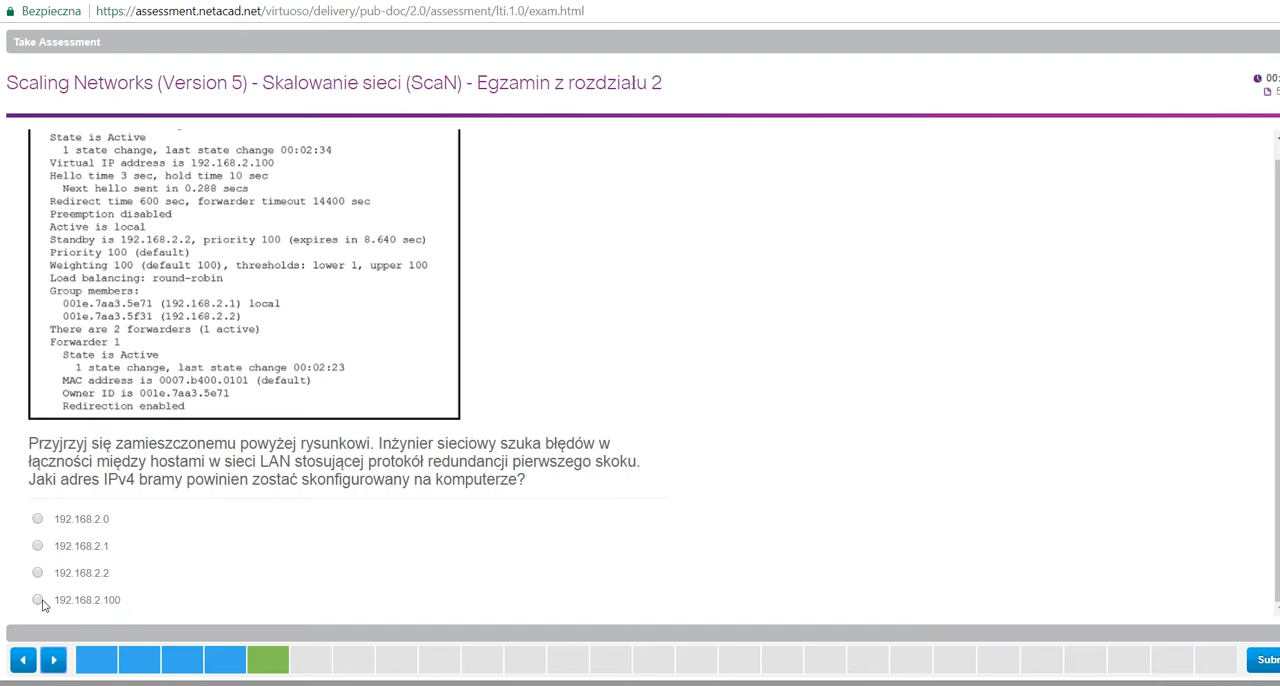 Bezpieczna | https://assessment.netacad.net/virtuoso/delivery/pub-doc/2.0/assessment/lti.1.0/exam.html
Take Assessment
Scaling Networks (Version 5) - Skalowanie sieci (ScaN) - Egzamin z rozdziału 2
00:
5
State is Active
1 state change, last state change 00:02:34
Virtual IP address is 192.168.2.100
Hello time 3 sec, hold time 10 sec
Next hello sent in 0.288 secs
Redirect time 600 sec, forwarder timeout 14400 sec
Preemption disabled
Active is local
Standby is 192.168.2.2, priority 100 (expires in 8.640 sec)
Priority 100 (default)
Weighting 100 (default 100), thresholds: lower 1, upper 100
Load balancing: round-robin
Group members:
001e.7aa3.5e71 (192.168.2.1) local
001e.7aa3.5f31 (192.168.2.2)
There are 2 forwarders (1 active)
Forwarder 1
State is Active
1 state change, last state change 00:02:23
MAC address is 0007.b400.0101 (default)
Owner ID is 001e.7aa3.5e71
Redirection enabled
Przyjrzyj się zamieszczonemu powyżej rysunkowi. Inżynier sieciowy szuka błędów w
łączności między hostami w sieci LAN stosującej protokół redundancji pierwszego skoku.
Jaki adres IPv4 bramy powinien zostać skonfigurowany na komputerze?
192.168.2.0
192.168.2.1
192.168.2.2
192.168.2.100
Subm